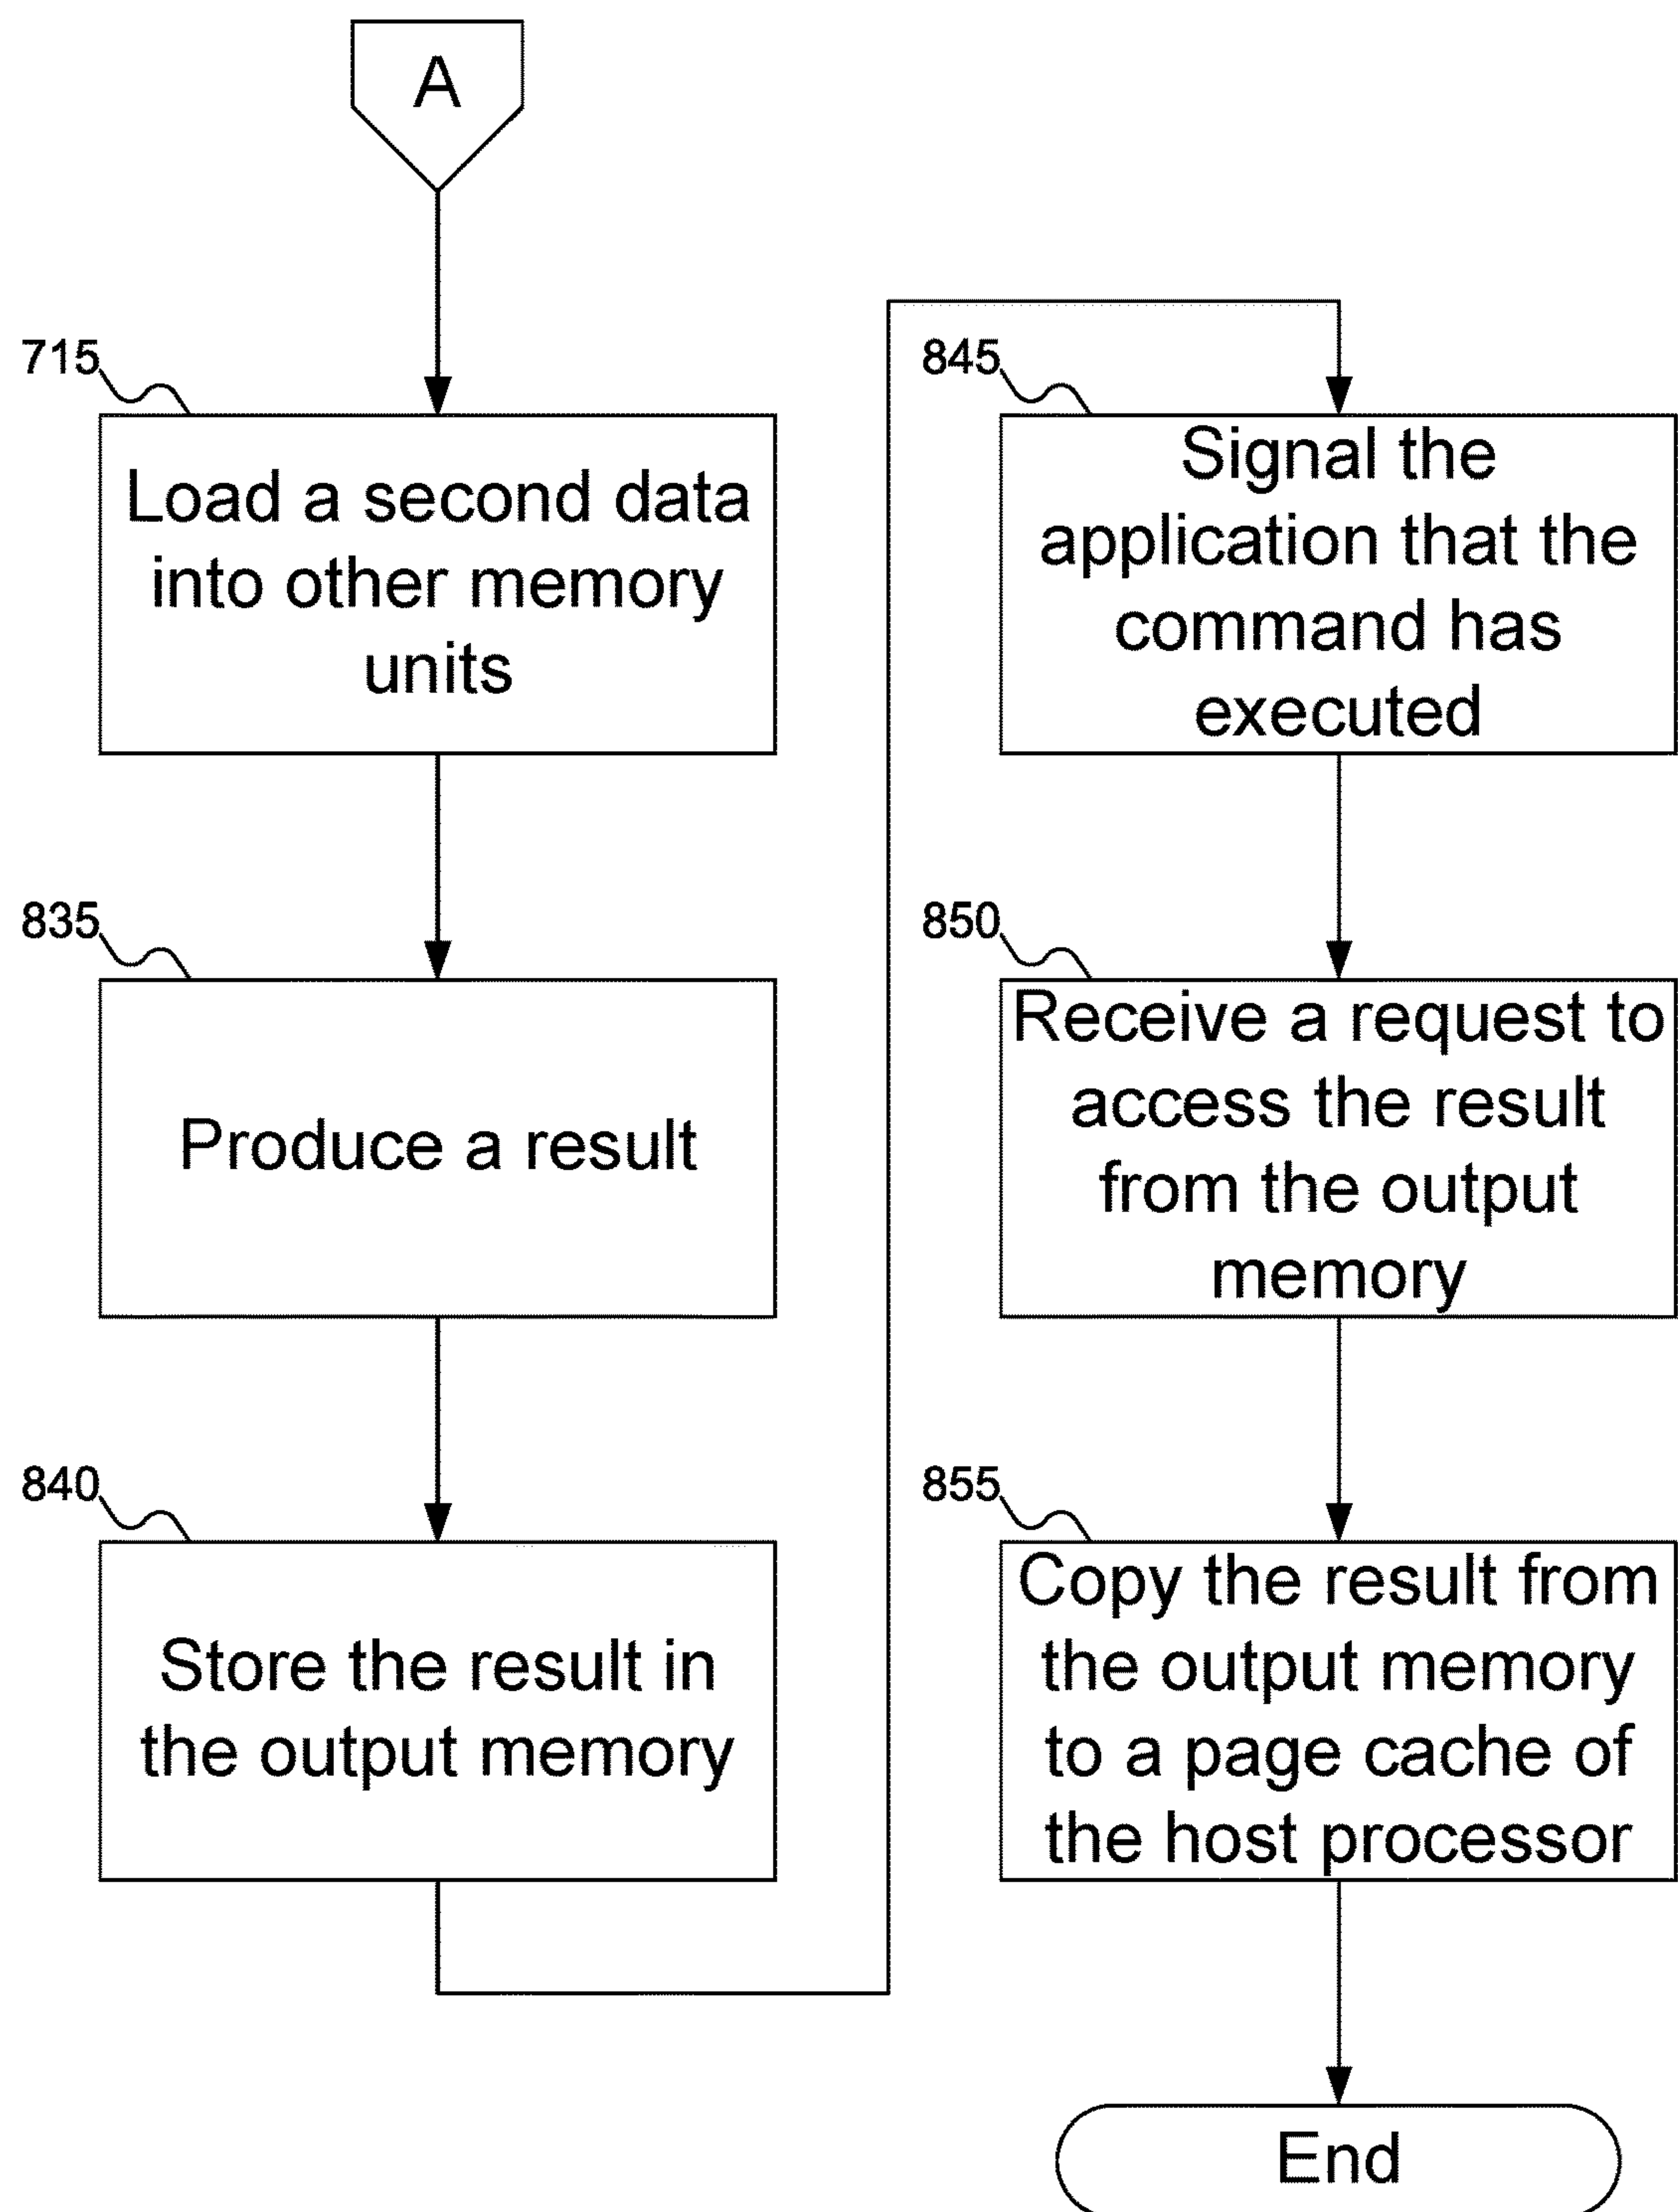 A
715
Load a second data
into other memory
units
835
Produce a result
840
Store the result in
the output memory
845
Signal the
application that the
command has
executed
850
Receive a request to
access the result
from the output
memory
855
Copy the result from
the output memory
to a page cache of
the host processor
End